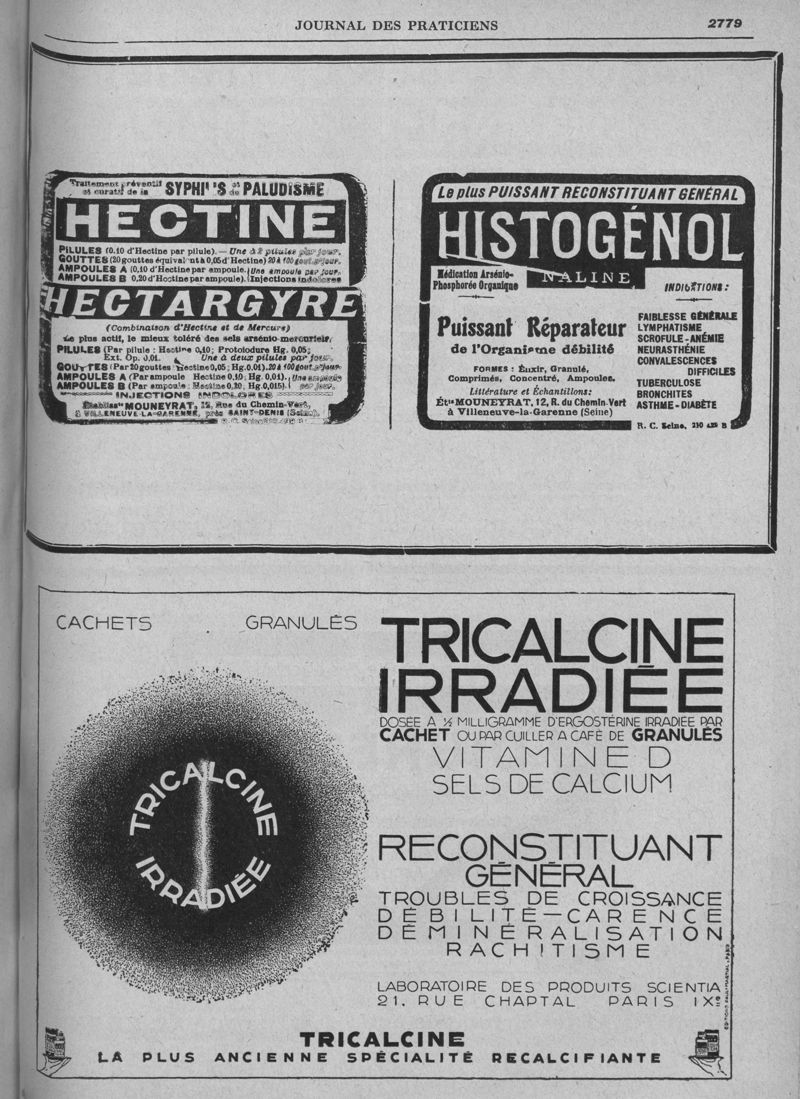 JOURNAL DES PRATICIENS
2779
Traitement préventif et curatif de la SYPHI''S et du PALUDISME
HECTINE
PILULES (0.10 d'Hectine par pilule). — Une à 2 pilules par jour.
GOUTTES (20 gouttes équival nt à 0,05 d'Hectine) 20 à 100 gout. p' jour.
AMPOULES A (0,10 d'Hectine par ampoule.
AMPOULES B 0,20 d'Hectine par ampoule).
Une ampoule par jour.
Injections indolores
HECTARGYRE
(Combinaison d'Hectine et de Mercure)
Le plus actif, le mieux toléré des sels arsénio-mercuriels.
PILULES (Par pilule : Hectine 0,10; Protoiodure Hg. 0,05;
Ext. Op. 0,01. Une à deux pilules par jour.
GOUTTES (Par 20 gouttes Hectine 0,05; Hg. 0,01). 20 à 100 gout. p' jour
AMPOULES A (Par ampoule Hectine 0,10; Hg. 0,01).
AMPOULES B (Par ampoule : Hectine 0,20; Hg. 0,015).
Une ampoule par jour.
INJECTIONS INDOLORES
Établiss'ts MOUNEYRAT, 12, Rue du Chemin-Vert,
à VILLENEUVE-LA-GARENNE, près SAINT-DENIS (Seine).
Le plus PUISSANT RECONSTITUANT GÉNÉRAL
HISTOGÉNOL
Médication Arsénio-
Phosphorée Organique
NALINE
INDICATIONS :
Puissant Réparateur
de l'Organisme débilité
FORMES : Élixir, Granulé,
Comprimés, Concentré, Ampoules.
Littérature et Échantillons:
Éts MOUNEYRAT, 12, R. du Chemin-Vert
à Villeneuve-la-Garenne (Seine)
FAIBLESSE GÉNÉRALE
LYMPHATISME
SCROFULE - ANÉMIE
NEURASTHÉNIE
CONVALESCENCES
DIFFICILES
TUBERCULOSE
BRONCHITES
ASTHME - DIABÈTE
R. C. Seine, 210 439 B
CACHETS
GRANULÉS
TRICALCINE
IRRADIÉE
TRICALCINE
IRRADIÉE
DOSÉE A ½ MILLIGRAMME D'ERGOSTÉRINE IRRADIÉE PAR
CACHET OU PAR CUILLER A CAFÉ DE GRANULÉS
VITAMINE D
SELS DE CALCIUM
RECONSTITUANT
GÉNÉRAL
TROUBLES DE CROISSANCE
DÉBILITÉ—CARENCE
DÉMINÉRALISATION
RACHITISME
LABORATOIRE DES PRODUITS SCIENTIA
21, RUE CHAPTAL PARIS IXe
TRICALCINE
LA PLUS ANCIENNE SPÉCIALITÉ RECALCIFIANTE